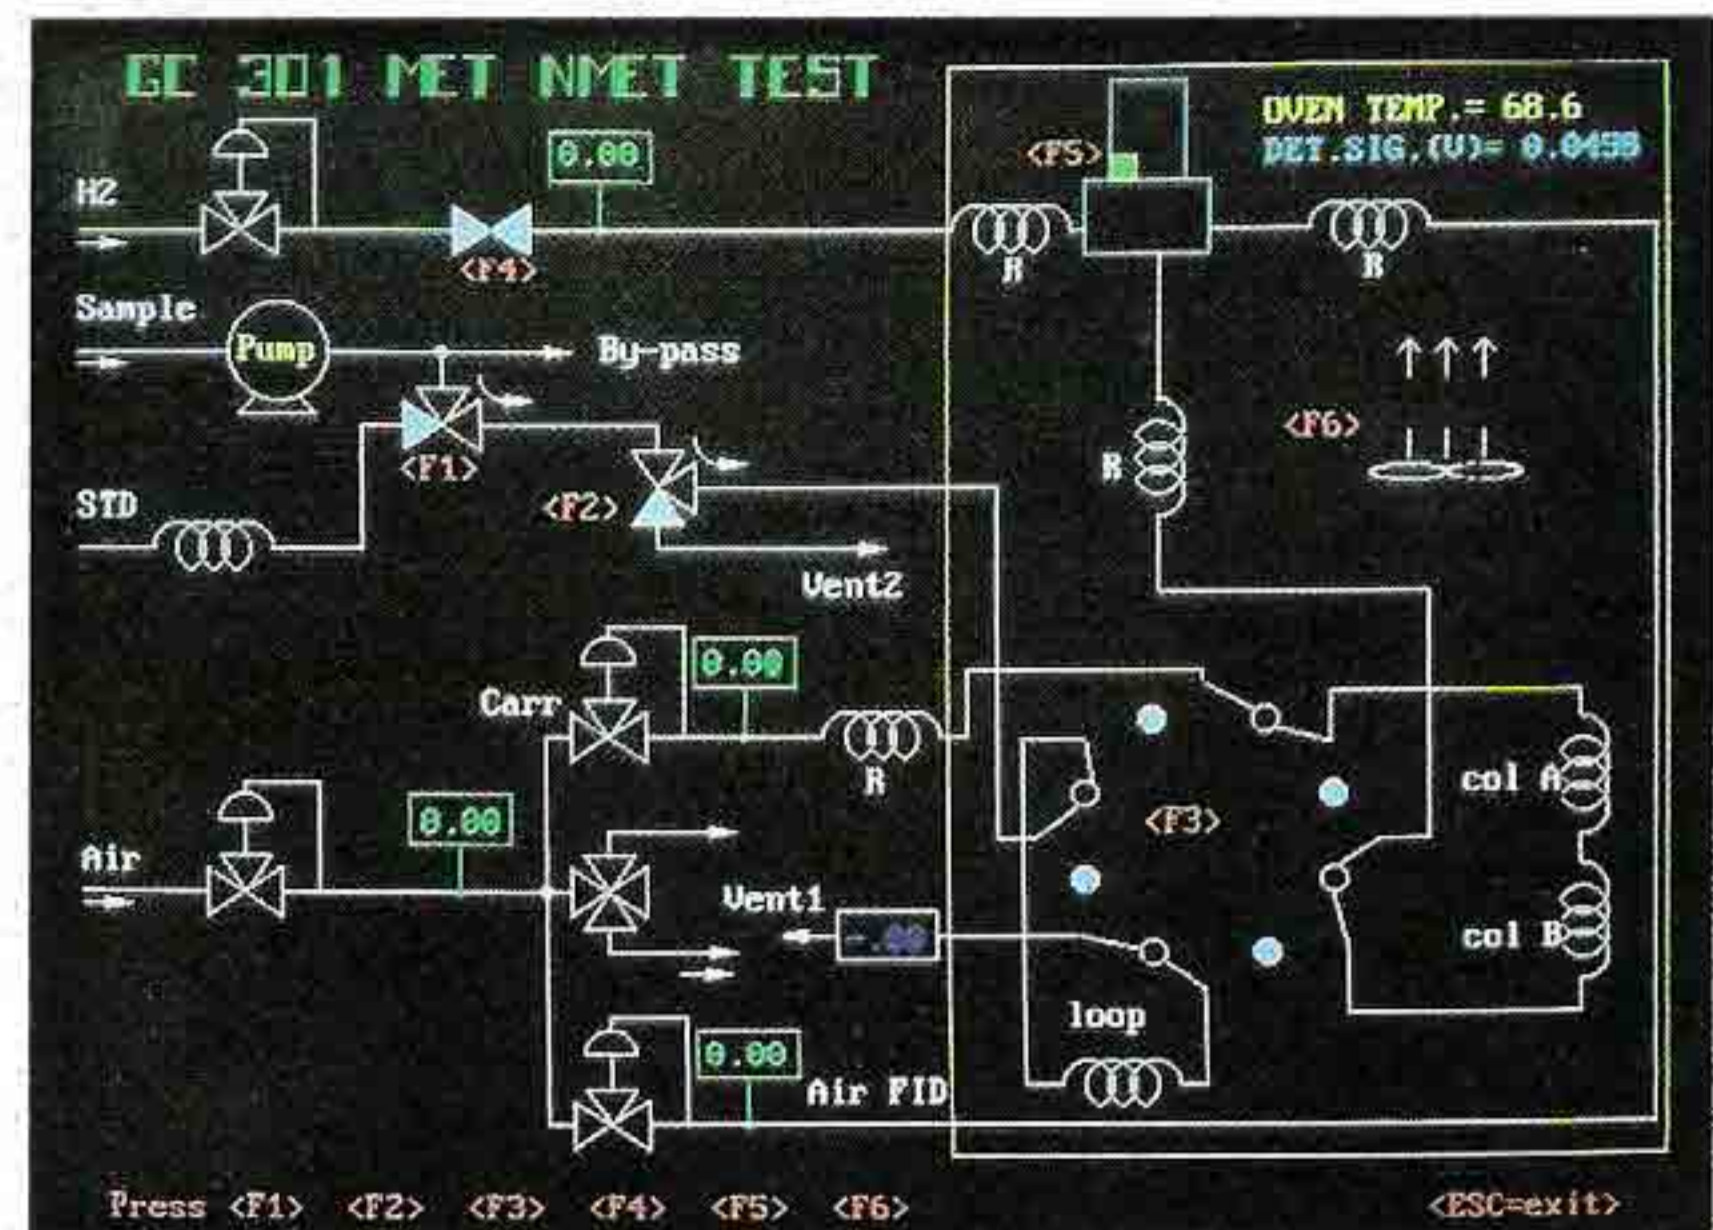 GC 301 MET NMET TEST
OVEN TEMP.= 68.6
DET.SIG.(V)= 0.0458
<F5>
0.00
H2
R
R
<F4>
Sample
Pump
By-pass
<F1>
<F6>
R
STD
<F2>
Vent2
0.00
Carr
R
col A
<F3>
0.00
Air
Vent1
-.00
col B
loop
0.00
Air FID
Press <F1> <F2> <F3> <F4> <F5> <F6>
<ESC=exit>